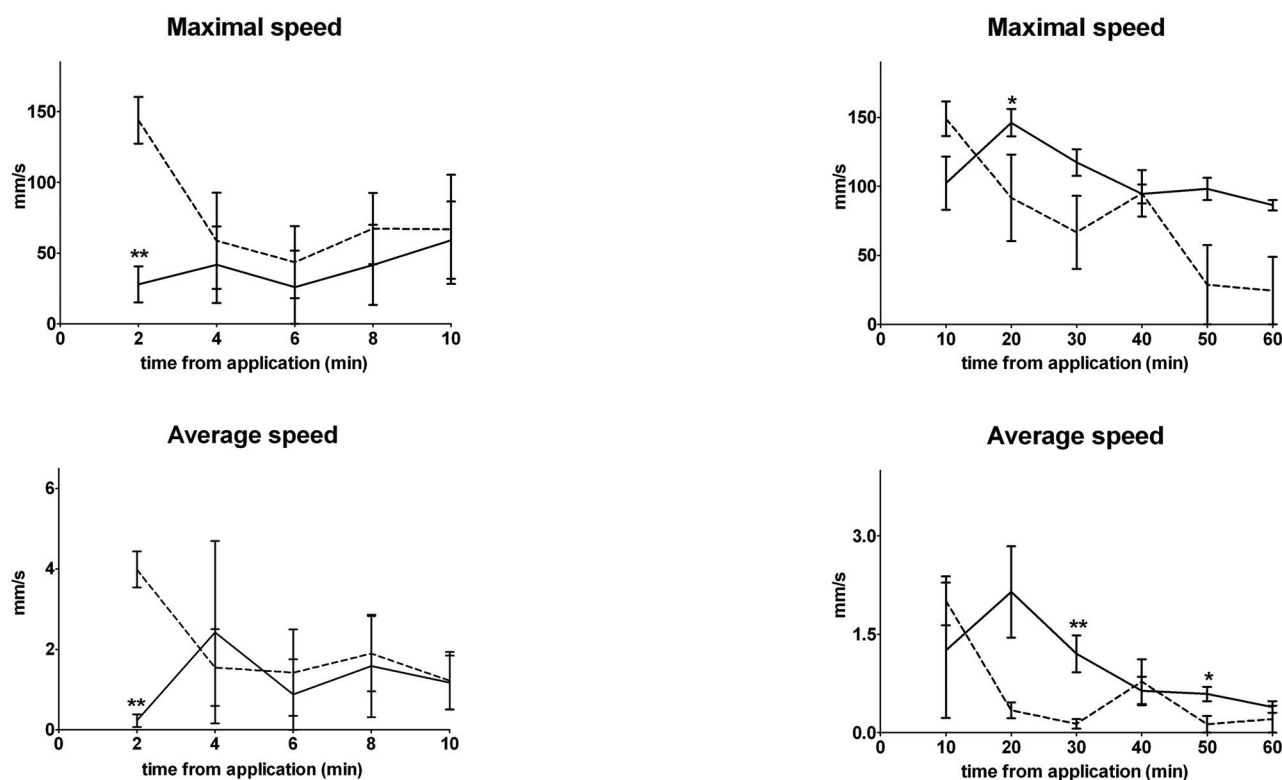 Maximal speed
150
100
50
0
mm/s
**
0 2 4 6 8 10
time from application (min)
Maximal speed
150
100
50
0
mm/s
*
0 10 20 30 40 50 60
time from application (min)
Average speed
6
4
2
0
mm/s
**
0 2 4 6 8 10
time from application (min)
Average speed
3.0
1.5
0.0
mm/s
**
*
0 10 20 30 40 50 60
time from application (min)